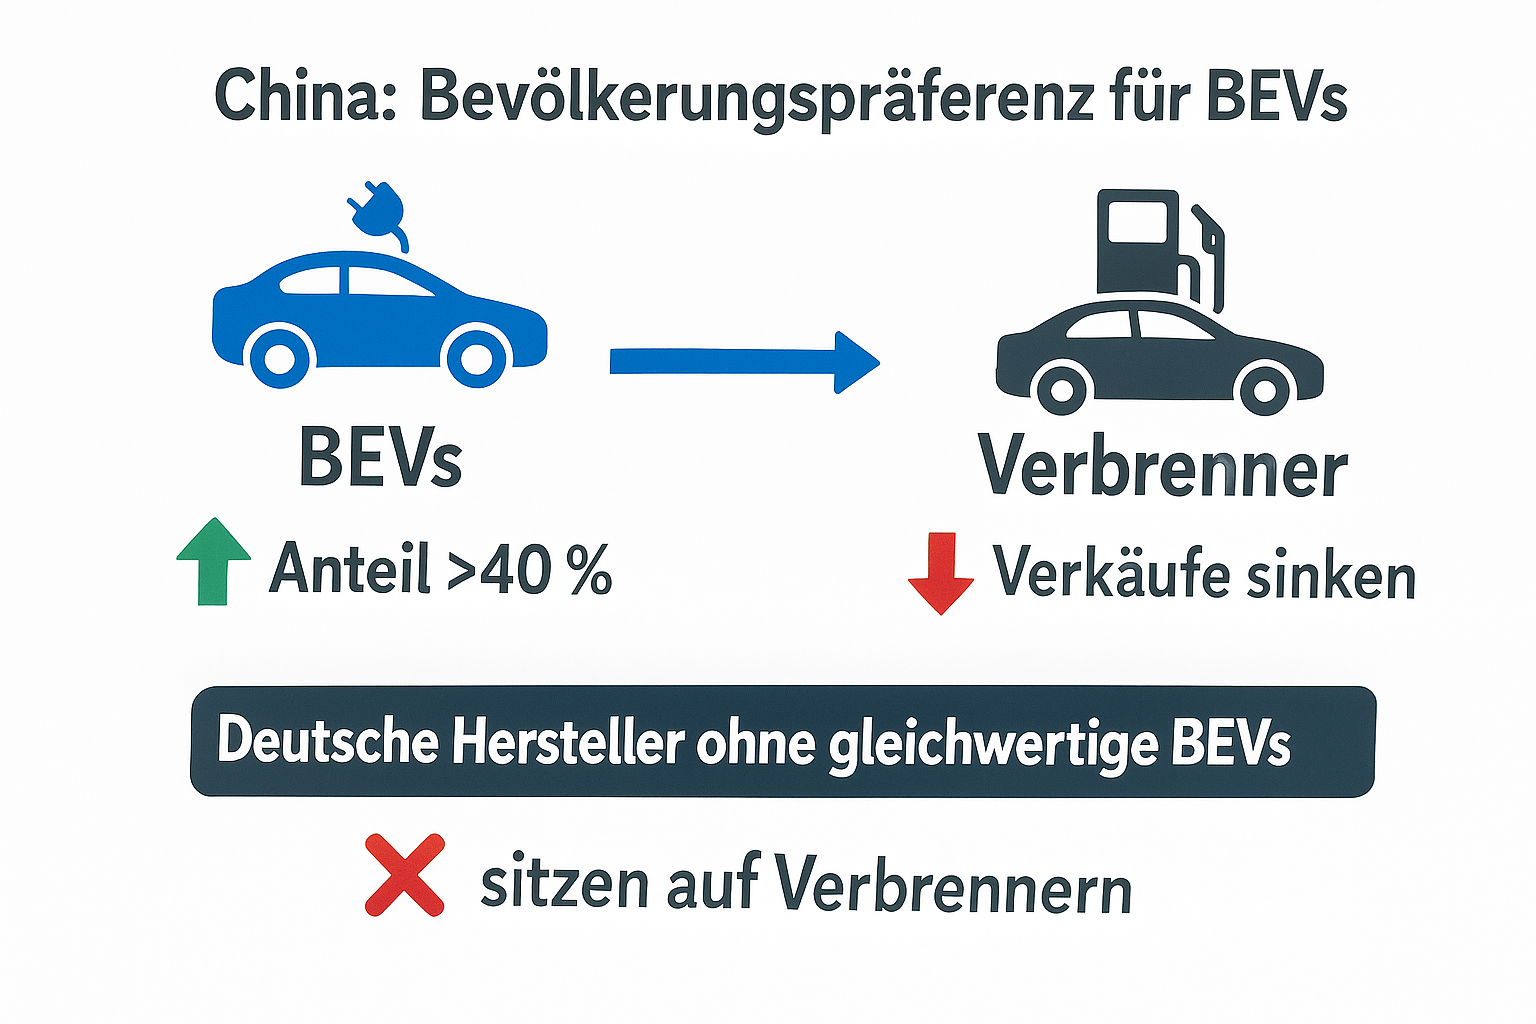 China: Bevölkerungspräferenz für BEVs
BEVs
Verbrenner
Anteil >40 %
Verkäufe sinken
Deutsche Hersteller ohne gleichwertige BEVs
sitzen auf Verbrennern